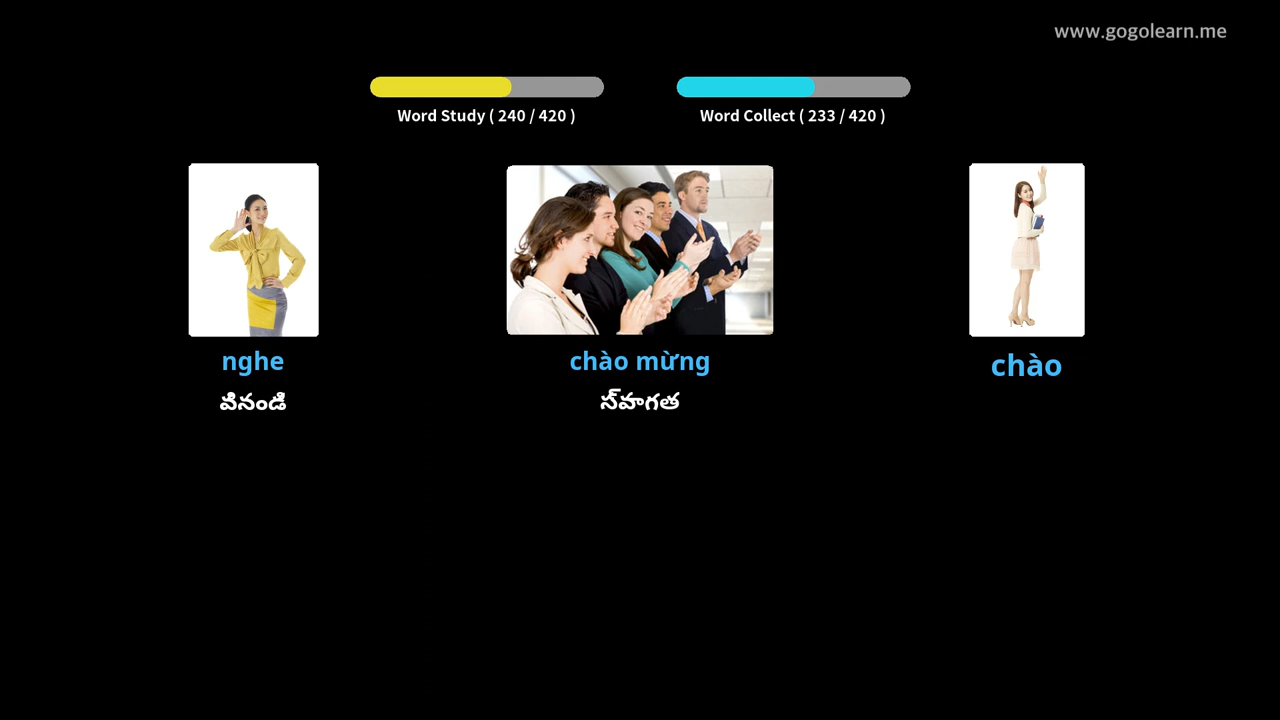 www.gogolearn.me
Word Study ( 240 / 420 )
Word Collect ( 233 / 420 )
nghe
chào mừng
chào
వినండి
స్వాగత